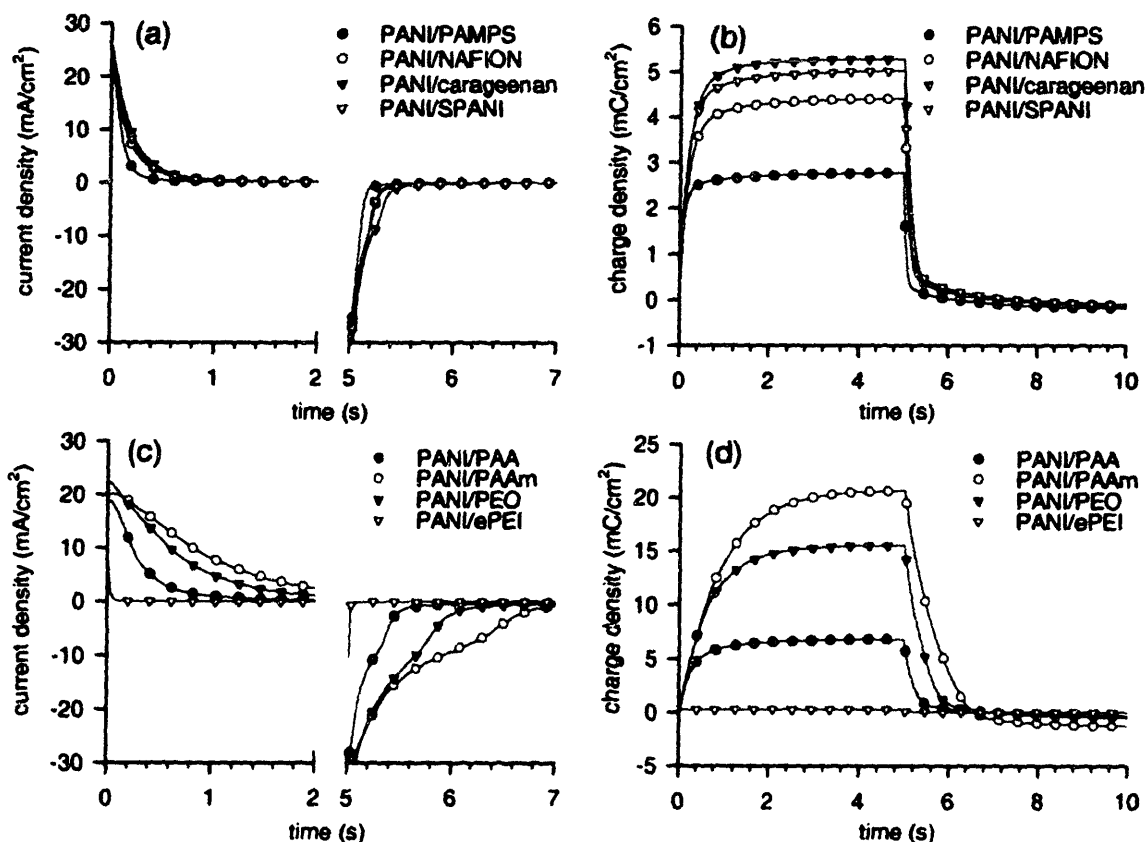 (a)
30
20
10
0
-10
-20
-30
current density (mA/cm²)
PANI/PAMPS
PANI/NAFION
PANI/carageenan
PANI/SPANI
0 1 2 5 6 7
time (s)
(b)
6
5
4
3
2
1
0
-1
charge density (mC/cm²)
PANI/PAMPS
PANI/NAFION
PANI/carageenan
PANI/SPANI
0 2 4 6 8 10
time (s)
(c)
30
20
10
0
-10
-20
-30
current density (mA/cm²)
PANI/PAA
PANI/PAAm
PANI/PEO
PANI/ePEI
0 1 2 5 6 7
time (s)
(d)
25
20
15
10
5
0
-5
charge density (mC/cm²)
PANI/PAA
PANI/PAAm
PANI/PEO
PANI/ePEI
0 2 4 6 8 10
time (s)